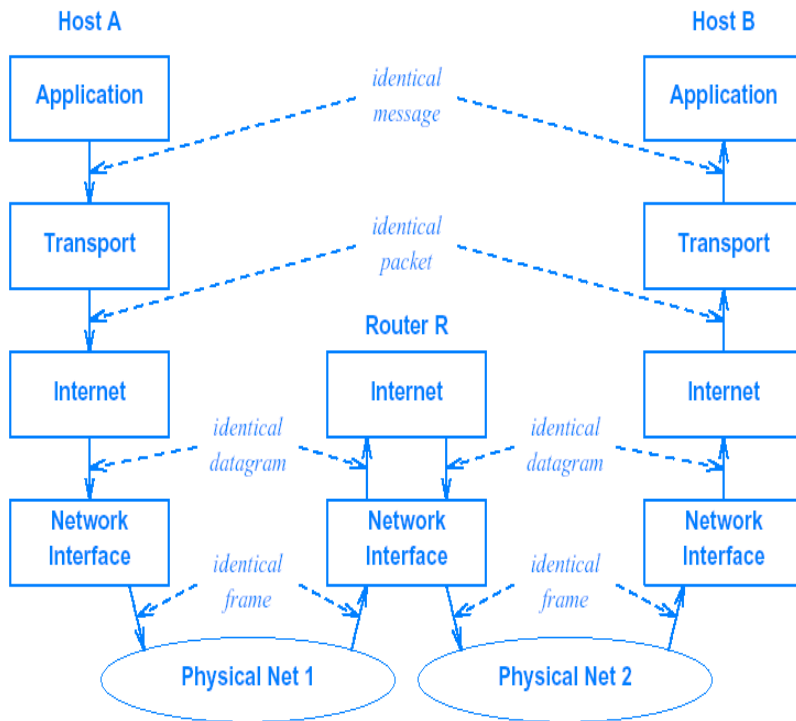 Host A
Host B
Application
identical
message
Application
Transport
identical
packet
Transport
Router R
Internet
Internet
Internet
identical
datagram
identical
datagram
Network
Interface
Network
Interface
Network
Interface
identical
frame
identical
frame
Physical Net 1
Physical Net 2